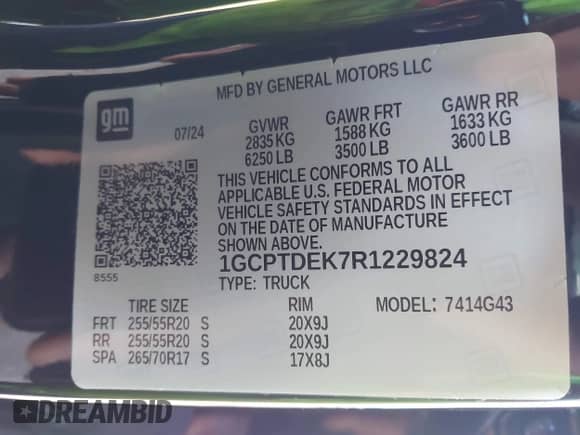 gm
MFD BY GENERAL MOTORS LLC
07/24
GVWR GAWR FRT GAWR RR
2835 KG 1588 KG 1633 KG
6250 LB 3500 LB 3600 LB
THIS VEHICLE CONFORMS TO ALL
APPLICABLE U.S. FEDERAL MOTOR
VEHICLE SAFETY STANDARDS IN EFFECT
ON THE DATE OF MANUFACTURE
SHOWN ABOVE.
8555
1GCPTDEK7R1229824
TYPE: TRUCK
TIRE SIZE RIM MODEL: 7414G43
FRT 255/55R20 S 20X9J
RR 255/55R20 S 20X9J
SPA 265/70R17 S 17X8J
DREAMBID